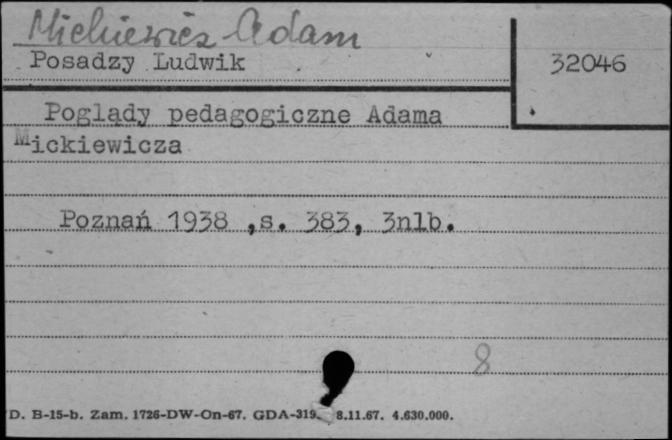 Mickiewicz Adam
Posadzy Ludwik
32046
Poglądy pedagogiczne Adama
Mickiewicza
Poznań 1938 ,s. 383, 3nlb.
8
D. B-15-b. Zam. 1726-DW-On-67. GDA-319. 8.11.67. 4.630.000.